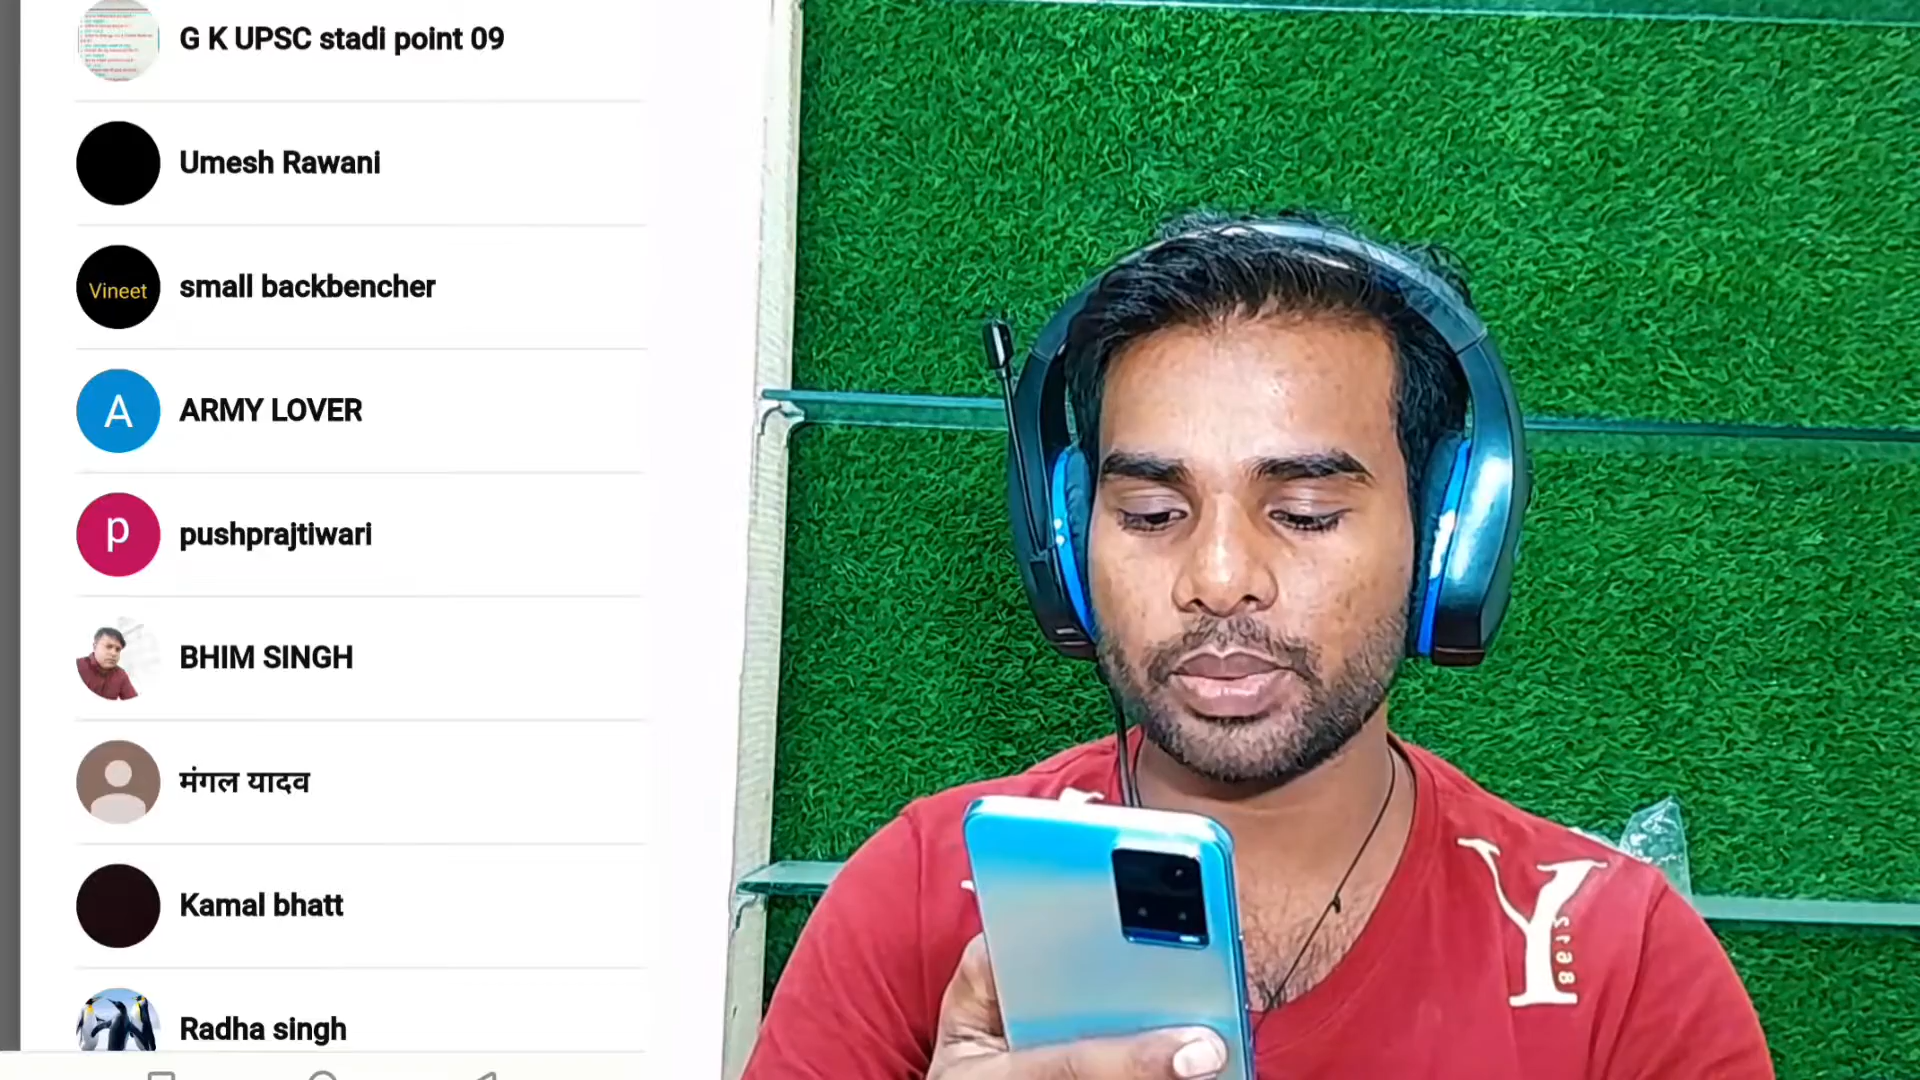 G K UPSC stadi point 09
Umesh Rawani
Vineet
small backbencher
A
ARMY LOVER
p
pushprajtiwari
BHIM SINGH
मंगल यादव
Kamal bhatt
Radha singh
Y